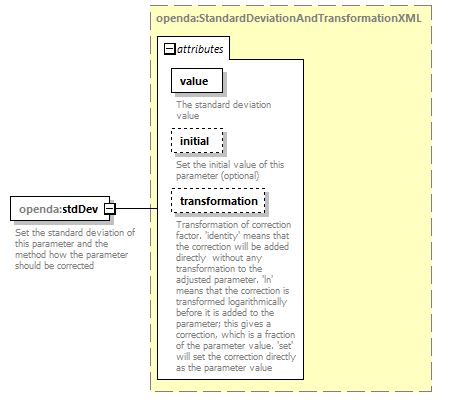 openda:StandardDeviationAndTransformationXML
attributes
value
The standard deviation
value
initial
Set the initial value of this
parameter (optional)
openda:stdDev
Set the standard deviation of
this parameter and the
method how the parameter
should be corrected
transformation
Transformation of correction
factor. 'identity' means that
the correction will be added
directly  without any
transformation to the
adjusted parameter. 'ln'
means that the correction is
transformed logarithmically
before it is added to the
parameter; this gives a
correction, which is a fraction
of the parameter value. 'set'
will set the correction directly
as the parameter value